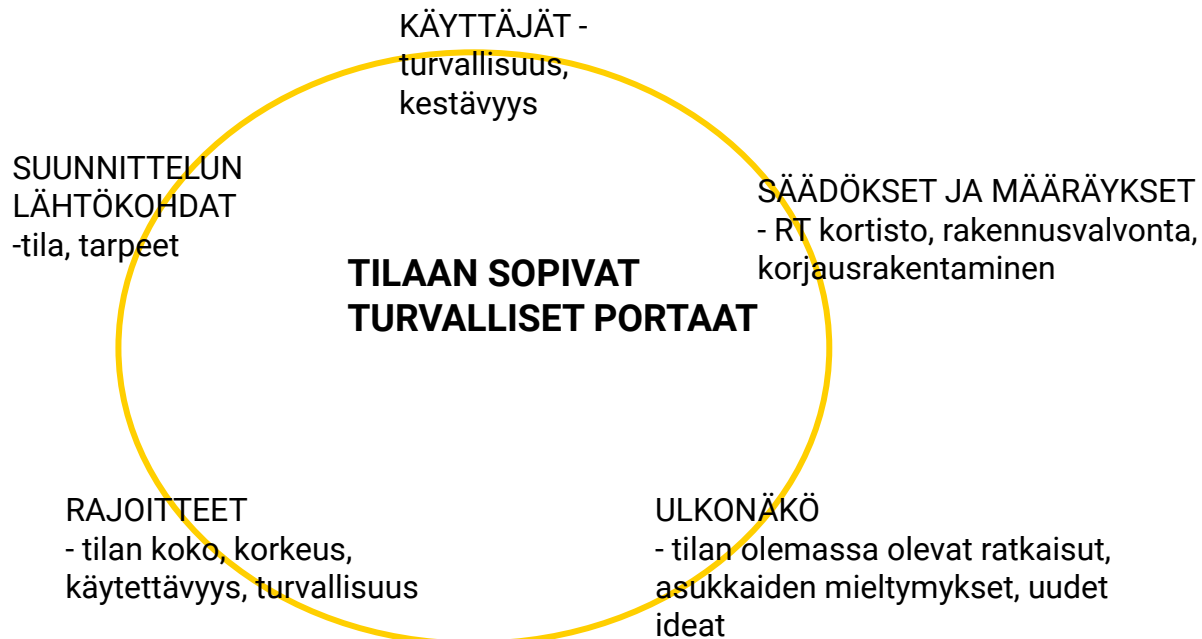 KÄYTTÄJÄT -
turvallisuus,
kestävyys
SUUNNITTELUN
LÄHTÖKOHDAT
-tila, tarpeet
SÄÄDÖKSET JA MÄÄRÄYKSET
- RT kortisto, rakennusvalvonta,
korjausrakentaminen
TILAAN SOPIVAT
TURVALLISET PORTAAT
RAJOITTEET
- tilan koko, korkeus,
käytettävyys, turvallisuus
ULKONÄKÖ
- tilan olemassa olevat ratkaisut,
asukkaiden mieltymykset, uudet
ideat